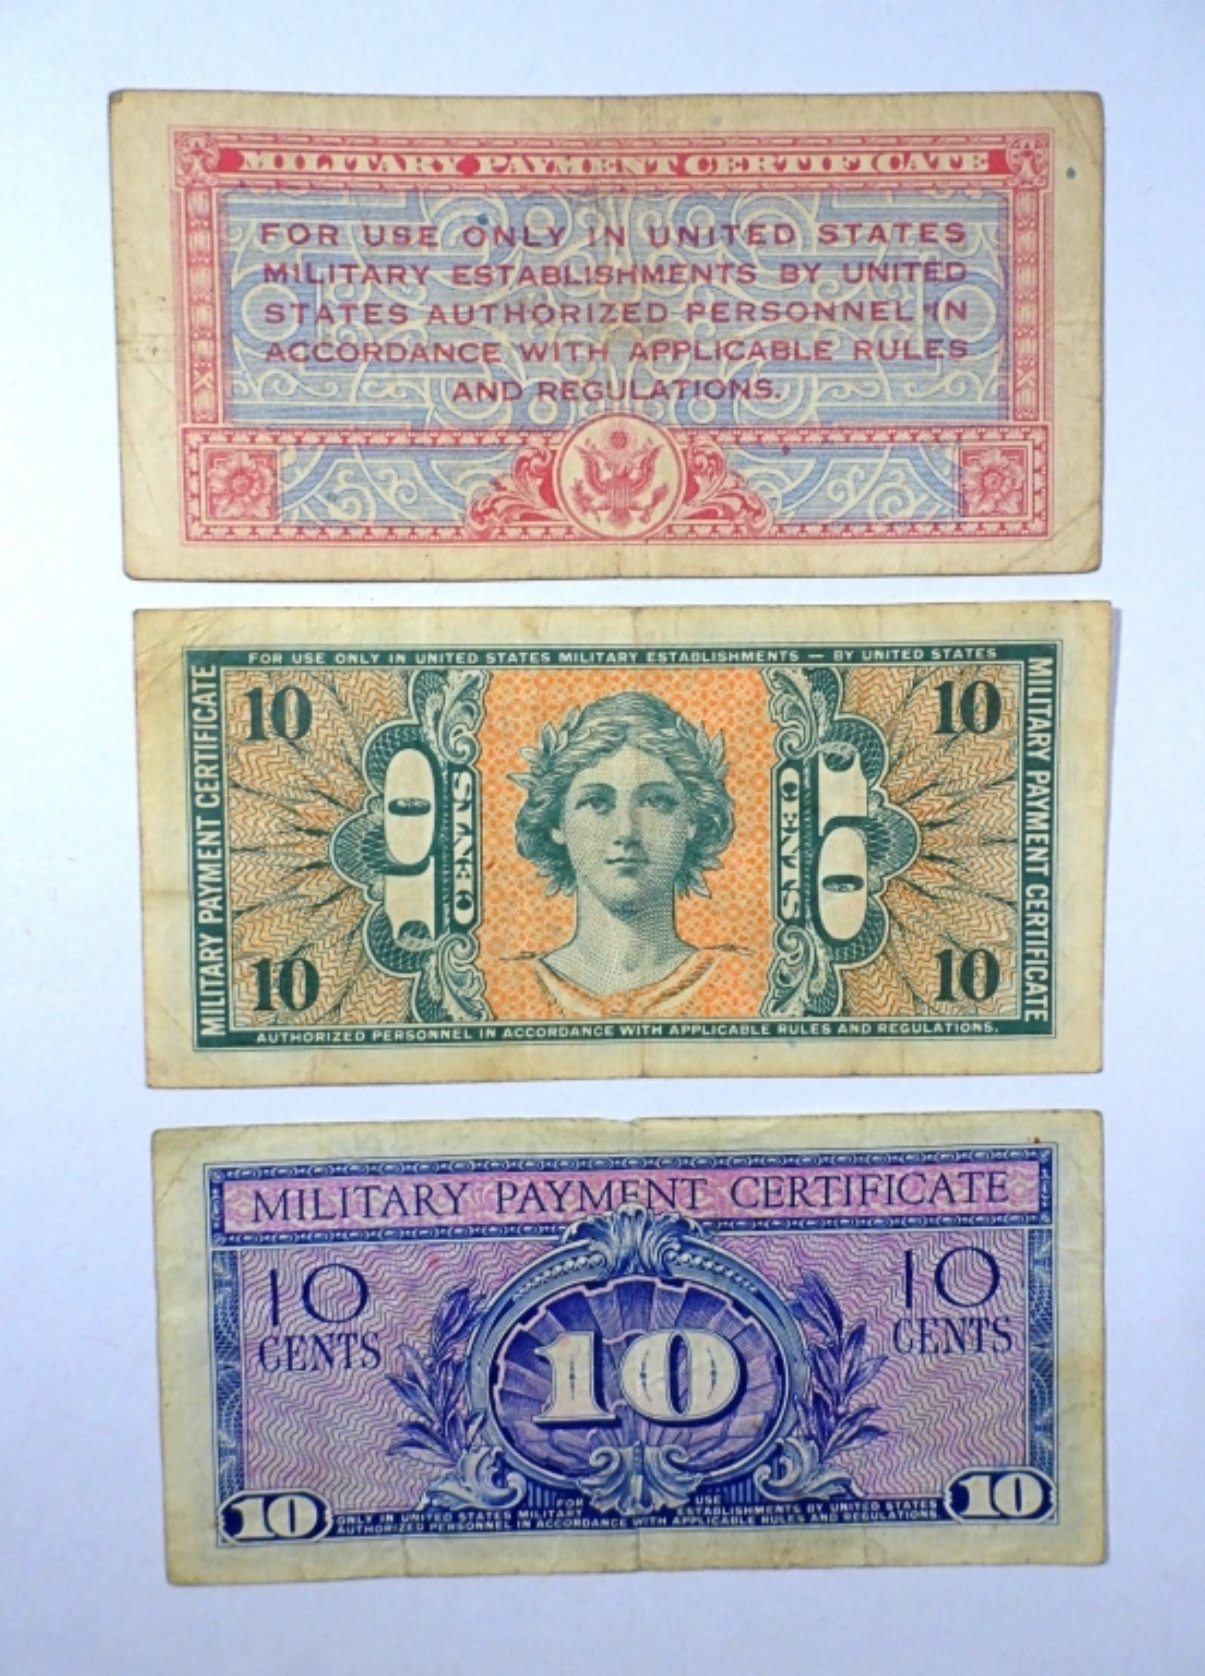 MILITARY PAYMENT CERTIFICATE
FOR USE ONLY IN UNITED STATES
MILITARY ESTABLISHMENTS BY UNITED
STATES AUTHORIZED PERSONNEL IN
ACCORDANCE WITH APPLICABLE RULES
AND REGULATIONS.
FOR USE ONLY IN UNITED STATES MILITARY ESTABLISHMENTS — BY UNITED STATES
MILITARY PAYMENT CERTIFICATE
10
10
CENTS
10
CENTS
10
10
10
MILITARY PAYMENT CERTIFICATE
AUTHORIZED PERSONNEL IN ACCORDANCE WITH APPLICABLE RULES AND REGULATIONS.
MILITARY PAYMENT CERTIFICATE
10
CENTS
10
10
CENTS
10
FOR USE
ONLY IN UNITED STATES MILITARY ESTABLISHMENTS BY UNITED STATES
AUTHORIZED PERSONNEL IN ACCORDANCE WITH APPLICABLE RULES AND REGULATIONS
10